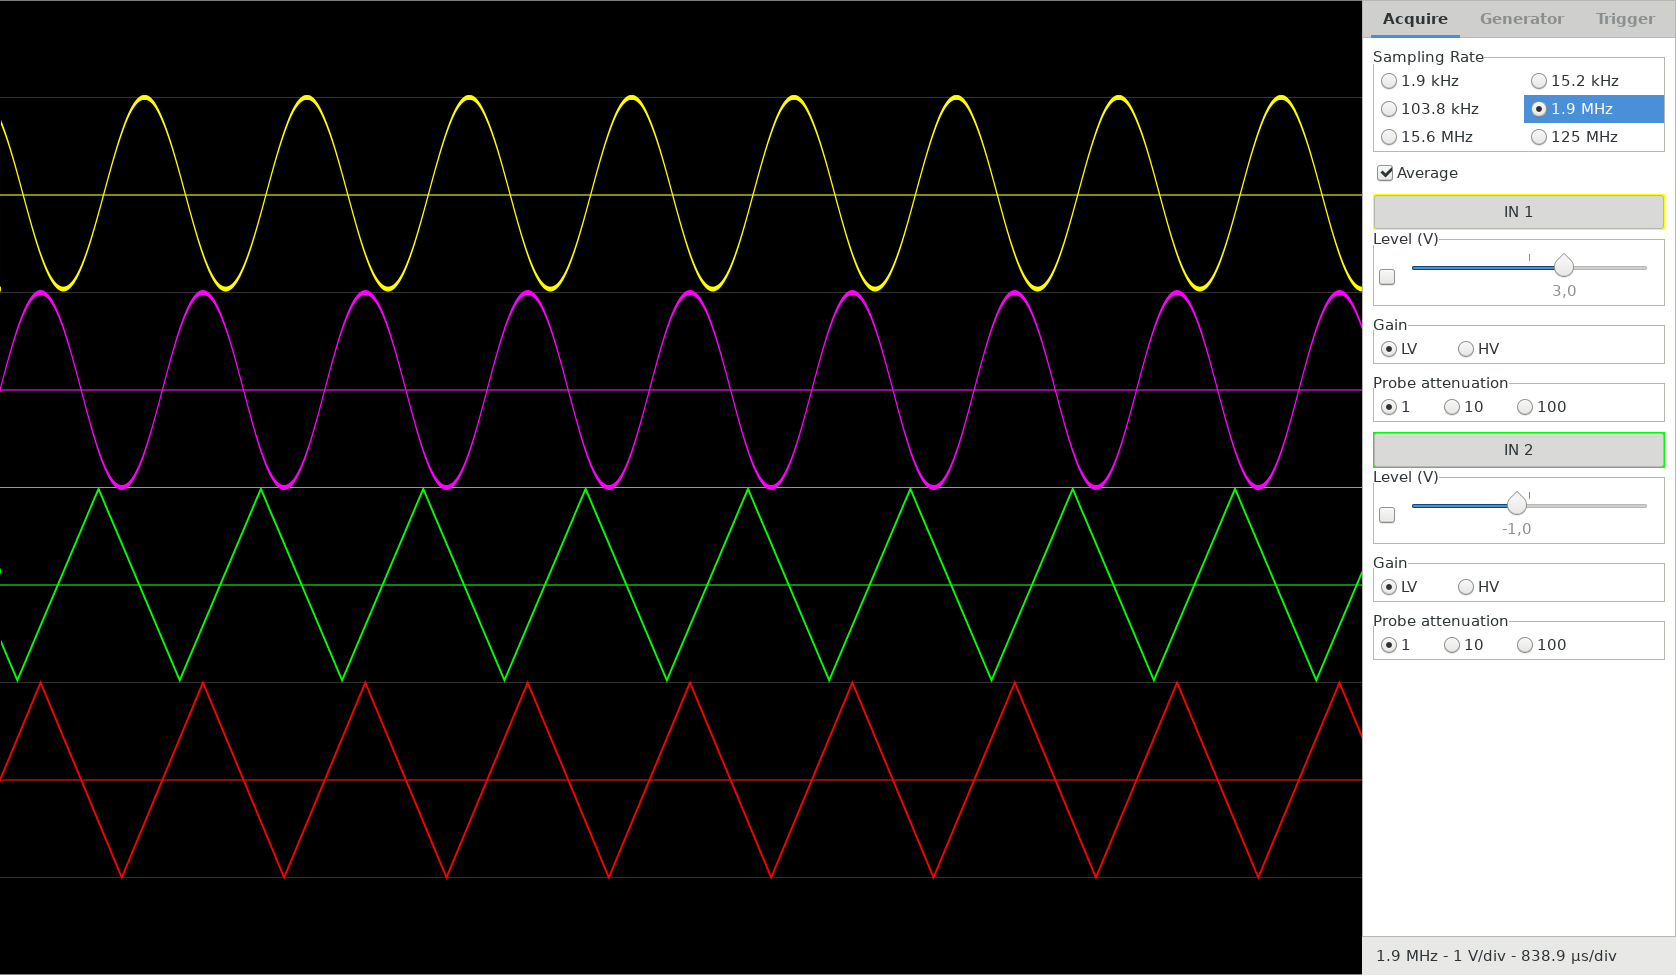 Acquire Generator Trigger
Sampling Rate
1.9 kHz 15.2 kHz
103.8 kHz 1.9 MHz
15.6 MHz 125 MHz
Average
IN 1
Level (V)
3,0
Gain
LV HV
Probe attenuation
1 10 100
IN 2
Level (V)
-1,0
Gain
LV HV
Probe attenuation
1 10 100
1.9 MHz - 1 V/div - 838.9 µs/div